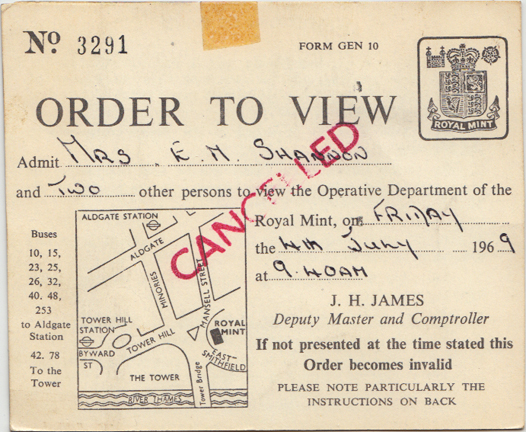 Nº 3291
FORM GEN 10
ROYAL MINT
ORDER TO VIEW
Admit MRS. E. M. SHANNON
and TWO other persons to view the Operative Department of the
Royal Mint, on FRIDAY
the 4th JULY 1969
at 9.40AM
CANCELLED
J. H. JAMES
Deputy Master and Comptroller
If not presented at the time stated this
Order becomes invalid
PLEASE NOTE PARTICULARLY THE
INSTRUCTIONS ON BACK
Buses
10, 15,
23, 25,
26, 32,
40. 48,
253
to Aldgate
Station
42. 78
To the
Tower
ALDGATE STATION
ALDGATE
MINORIES
MANSELL STREET
TOWER HILL
STATION
TOWER HILL
ROYAL
MINT
BYWARD
ST
EAST
SMITHFIELD
THE TOWER
Tower Bridge
RIVER THAMES